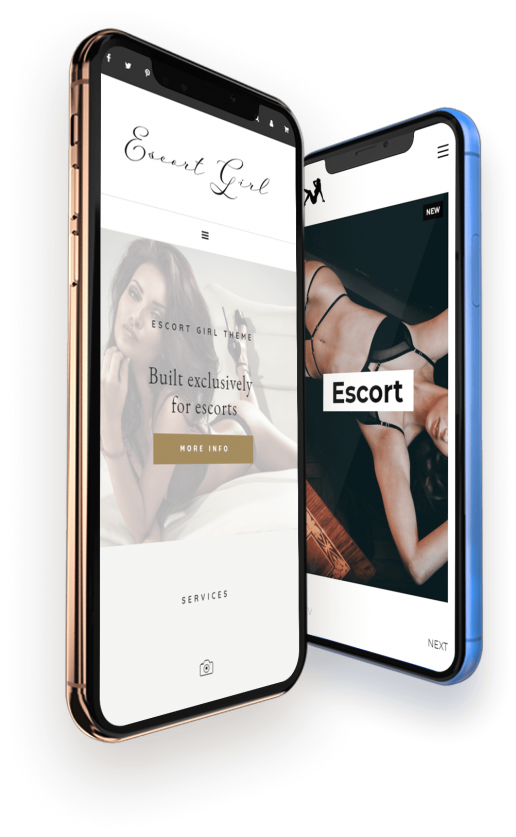 Escort Girl
ESCORT GIRL THEME
Built exclusively
for escorts
MORE INFO
SERVICES
NEW
Escort
NEXT